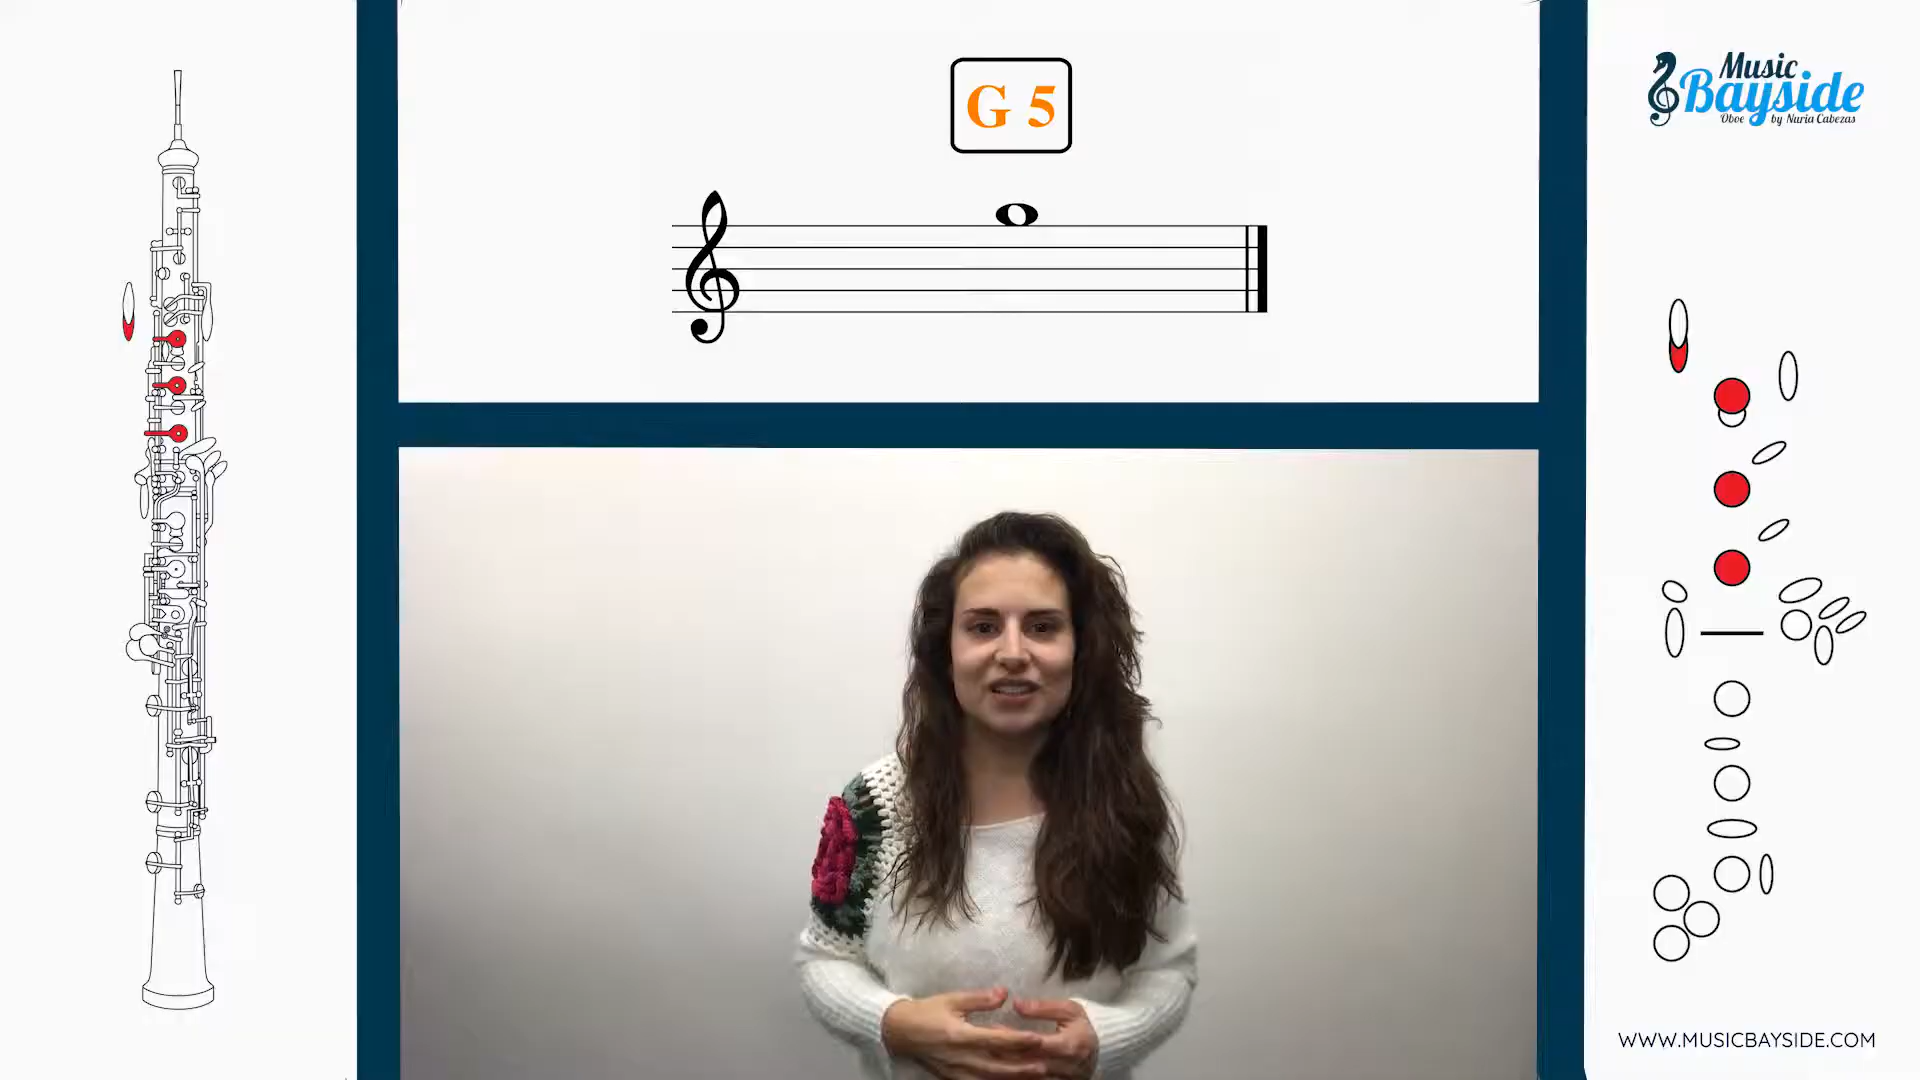 G 5
Music
Bayside
Oboe by Nuria Cabezas
WWW.MUSICBAYSIDE.COM